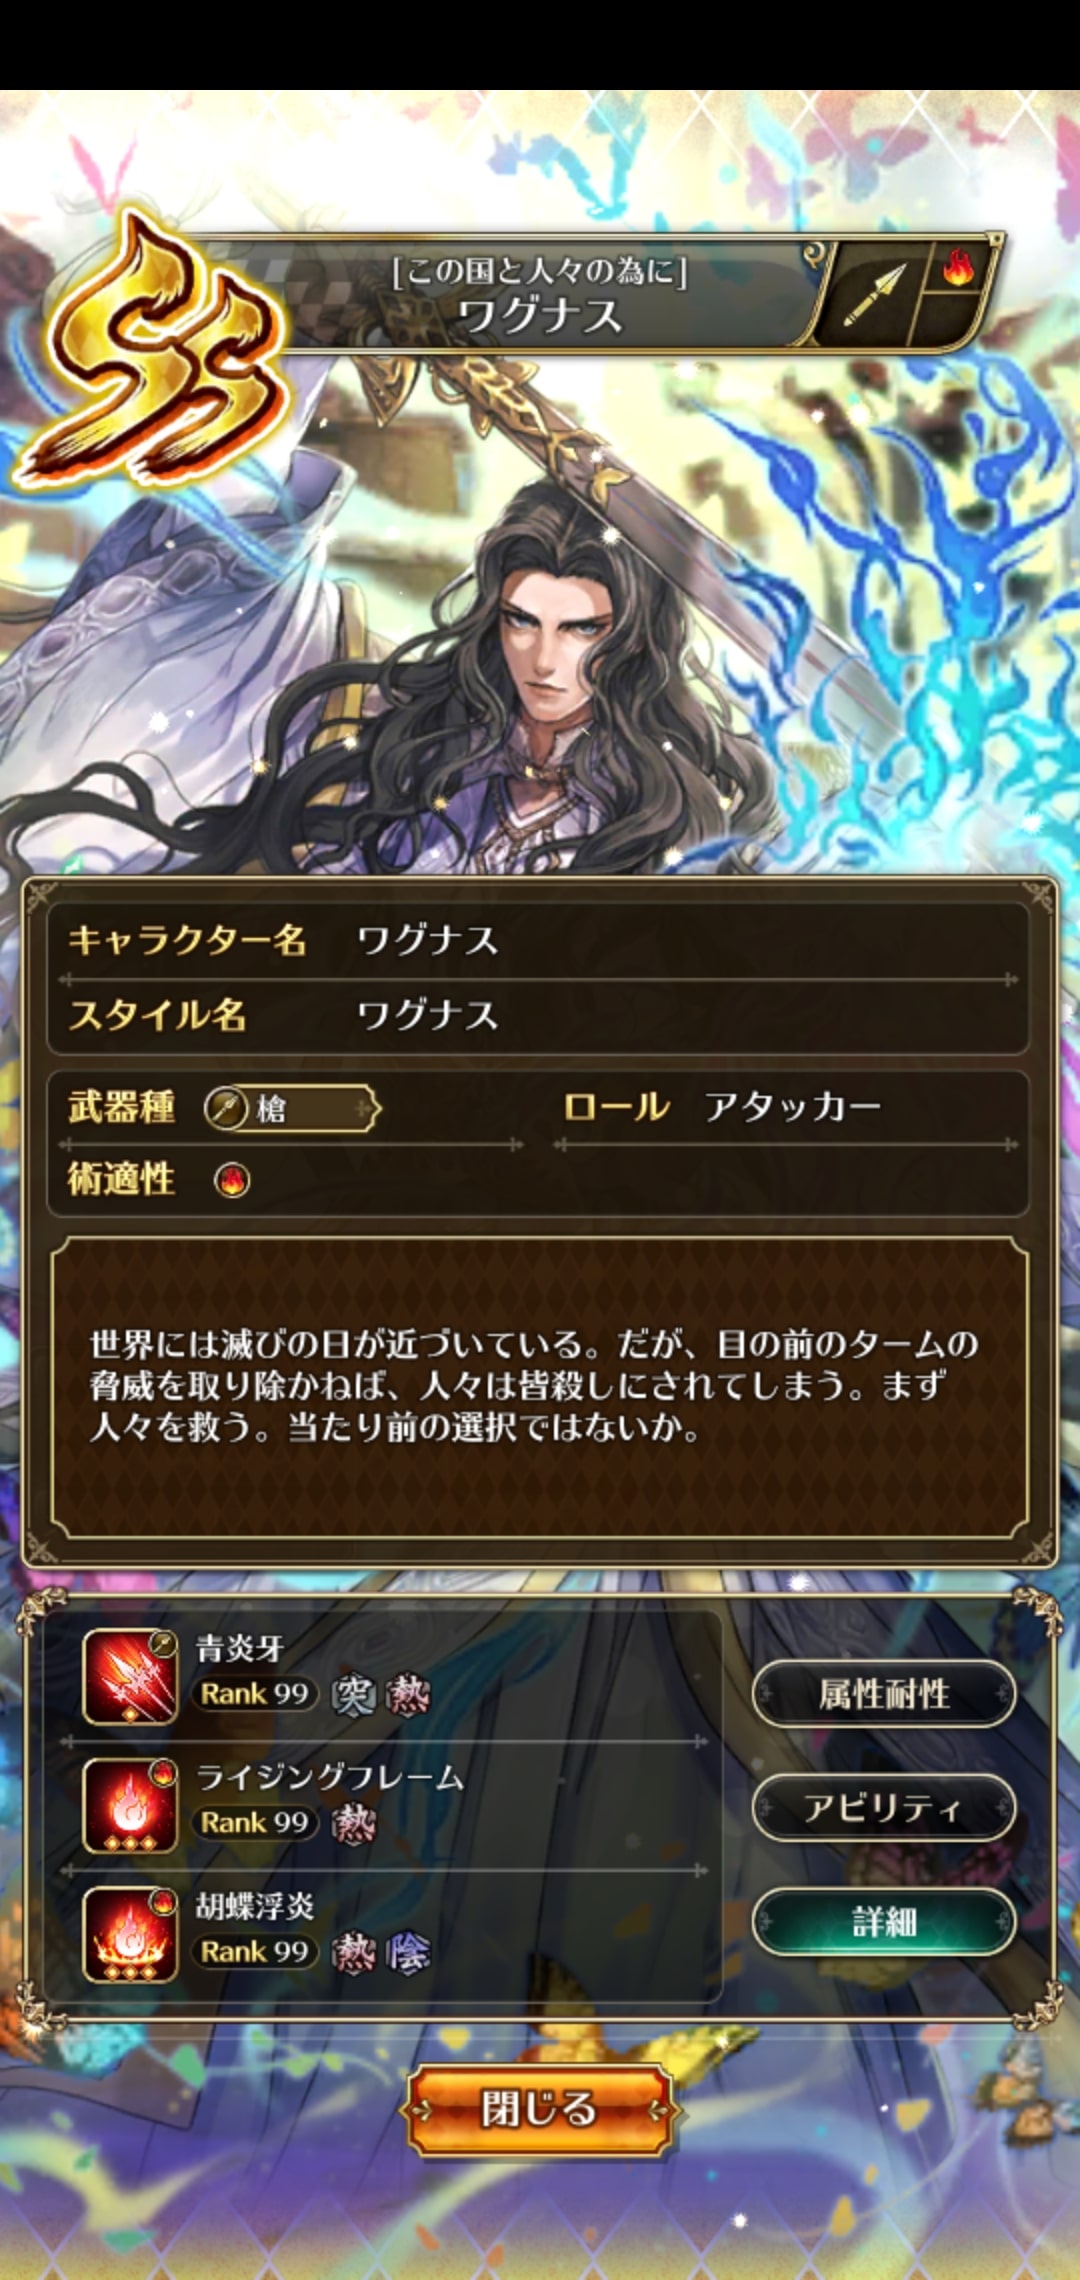 SS
[この国と人々の為に]
ワグナス
キャラクター名 ワグナス
スタイル名 ワグナス
武器種 槍 ロール アタッカー
術適性
世界には滅びの日が近づいている。だが、目の前のタームの
脅威を取り除かねば、人々は皆殺しにされてしまう。まず
人々を救う。当たり前の選択ではないか。
青炎牙
Rank 99 突 熱
属性耐性
ライジングフレーム
Rank 99 熱
アビリティ
胡蝶浮炎
Rank 99 熱 陰
詳細
閉じる